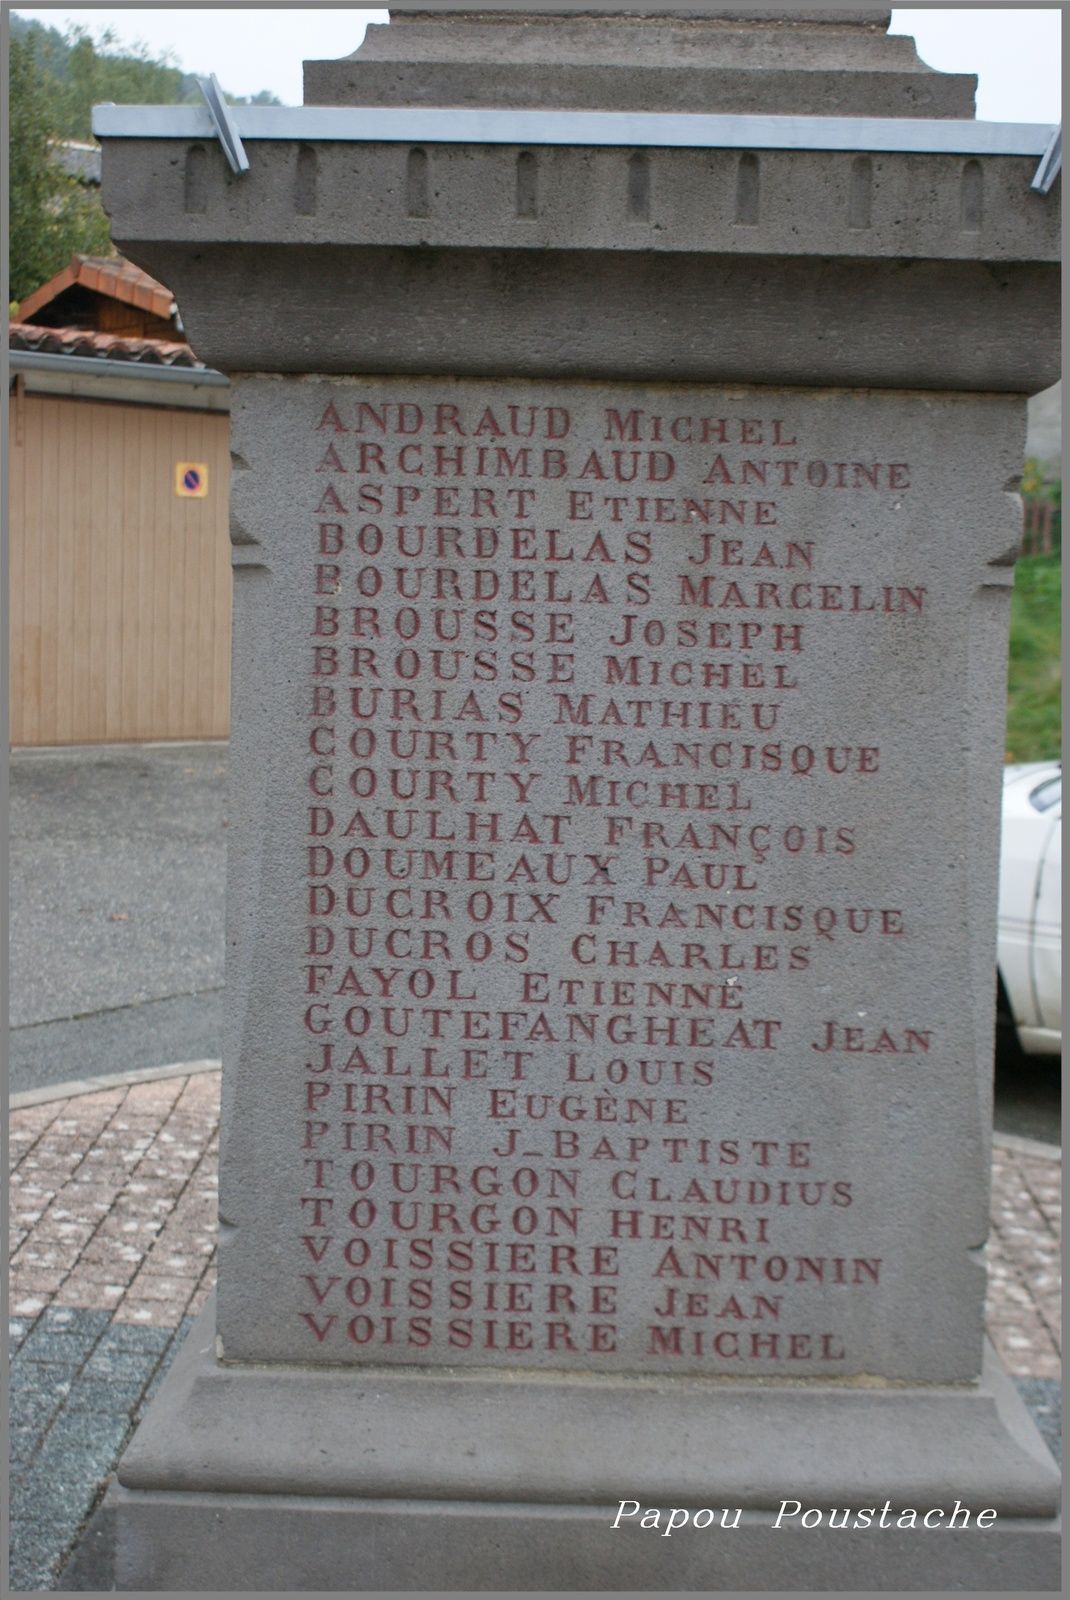 ANDRAUD MICHEL
ARCHIMBAUD ANTOINE
ASPERT ETIENNE
BOURDELAS JEAN
BOURDELAS MARCELIN
BROUSSE JOSEPH
BROUSSE MICHEL
BURIAS MATHIEU
COURTY FRANCISQUE
COURTY MICHEL
DAULHAT FRANÇOIS
DOUMEAUX PAUL
DUCROIX FRANCISQUE
DUCROS CHARLES
FAYOL ETIENNE
GOUTEFANGHEAT JEAN
JALLET LOUIS
PIRIN EUGÈNE
PIRIN J-BAPTISTE
TOURGON CLAUDIUS
TOURGON HENRI
VOISSIERE ANTONIN
VOISSIERE JEAN
VOISSIERE MICHEL
Papou Poustache